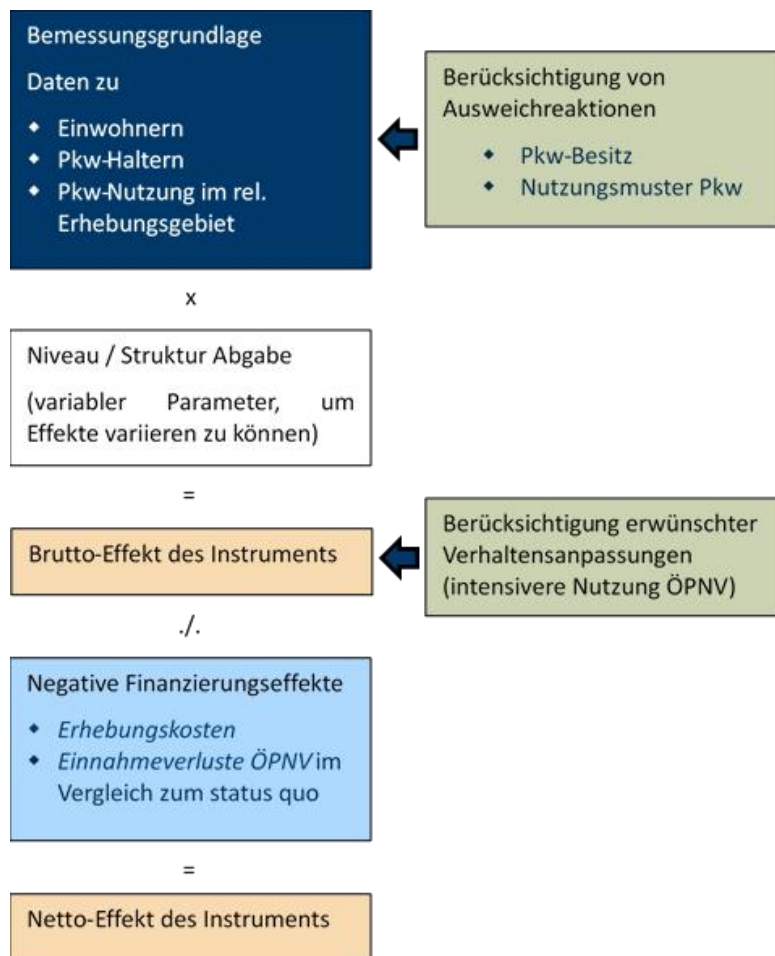 Bemessungsgrundlage
Daten zu
◆ Einwohnern
◆ Pkw-Haltern
◆ Pkw-Nutzung im rel.
Erhebungsgebiet
Berücksichtigung von
Ausweichreaktionen
◆ Pkw-Besitz
◆ Nutzungsmuster Pkw
x
Niveau / Struktur Abgabe
(variabler Parameter, um
Effekte variieren zu können)
=
Brutto-Effekt des Instruments
Berücksichtigung erwünschter
Verhaltensanpassungen
(intensivere Nutzung ÖPNV)
./.
Negative Finanzierungseffekte
◆ Erhebungskosten
◆ Einnahmeverluste ÖPNV im
Vergleich zum status quo
=
Netto-Effekt des Instruments